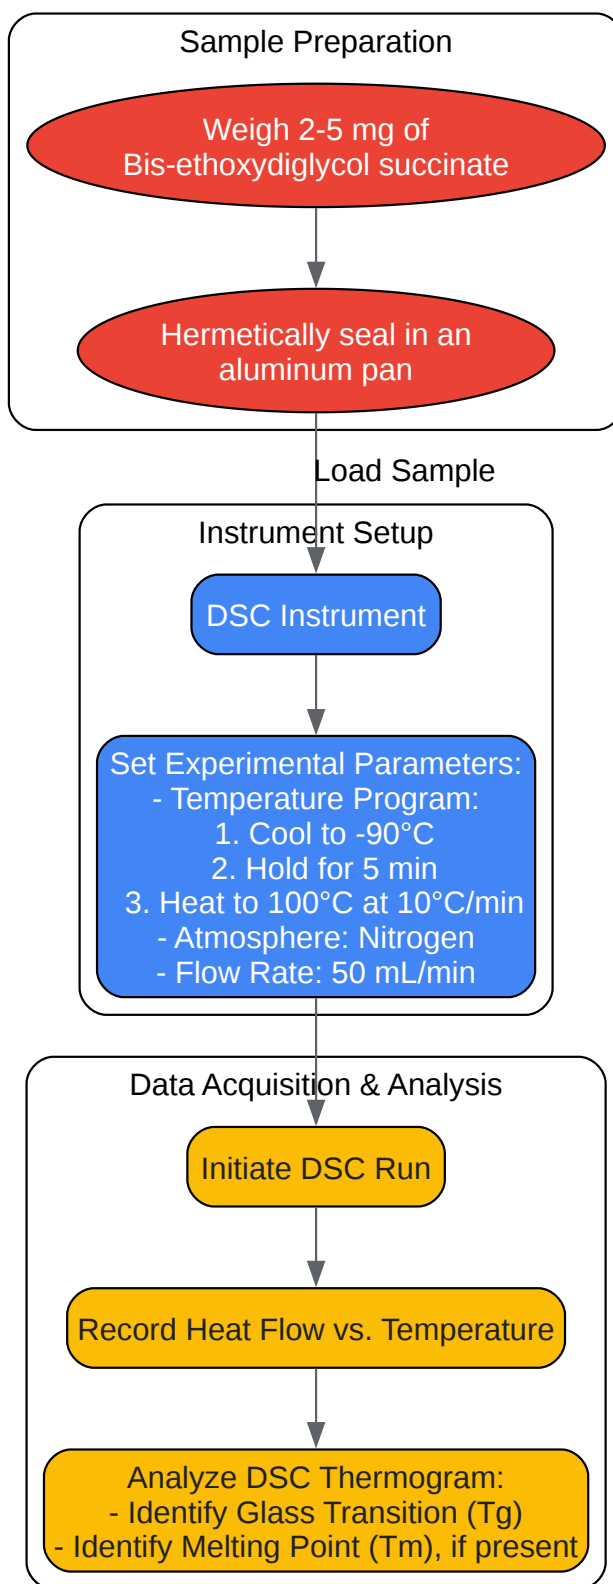 Sample Preparation
Weigh 2-5 mg of
Bis-ethoxydiglycol succinate
Hermetically seal in an
aluminum pan
Load Sample
Instrument Setup
DSC Instrument
Set Experimental Parameters:
- Temperature Program:
1. Cool to -90°C
2. Hold for 5 min
3. Heat to 100°C at 10°C/min
- Atmosphere: Nitrogen
- Flow Rate: 50 mL/min
Data Acquisition & Analysis
Initiate DSC Run
Record Heat Flow vs. Temperature
Analyze DSC Thermogram:
- Identify Glass Transition (Tg)
- Identify Melting Point (Tm), if present